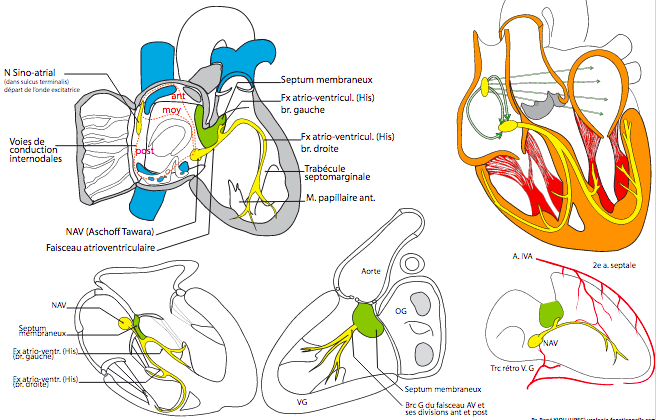 N Sino-atrial
(dans sulcus terminalis)
départ de l'onde excitatrice
Voies de
conduction
internodales
ant
moy
post
Septum membraneux
Fx atrio-ventricul. (His)
br. gauche
Fx atrio-ventricul. (His)
br. droite
Trabécule
septomarginale
M. papillaire ant.
NAV (Aschoff Tawara)
Faisceau atrioventriculaire
NAV
Septum
membraneux
Fx atrio-ventr. (His)
br. gauche)
Fx atrio-ventr. (His)
br. droite)
Aorte
OG
VG
Septum membraneux
Brc G du faisceau AV et
ses divisions ant et post
A. IVA
2e a. septale
NAV
Trc rétro V. G